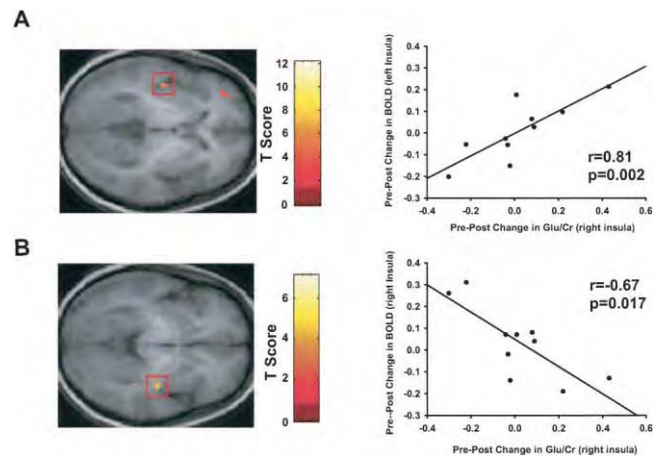 A
T Score
12
10
8
6
4
2
0
Pre-Post Change in BOLD (left Insula)
0.4
0.3
0.2
0.1
0.0
-0.1
-0.2
-0.3
-0.4 -0.2 0.0 0.2 0.4 0.6
r=0.81
p=0.002
Pre-Post Change in Glu/Cr (right insula)
B
T Score
6
4
2
0
Pre--Post Change in BOLD (right Insula)
0.4
0.3
0.2
0.1
0.0
-0.1
-0.2
-0.3
-0.4 -0.2 0.0 0.2 0.4 0.6
r=-0.67
p=0.017
Pre-Post Change in Glu/Cr (right insula)